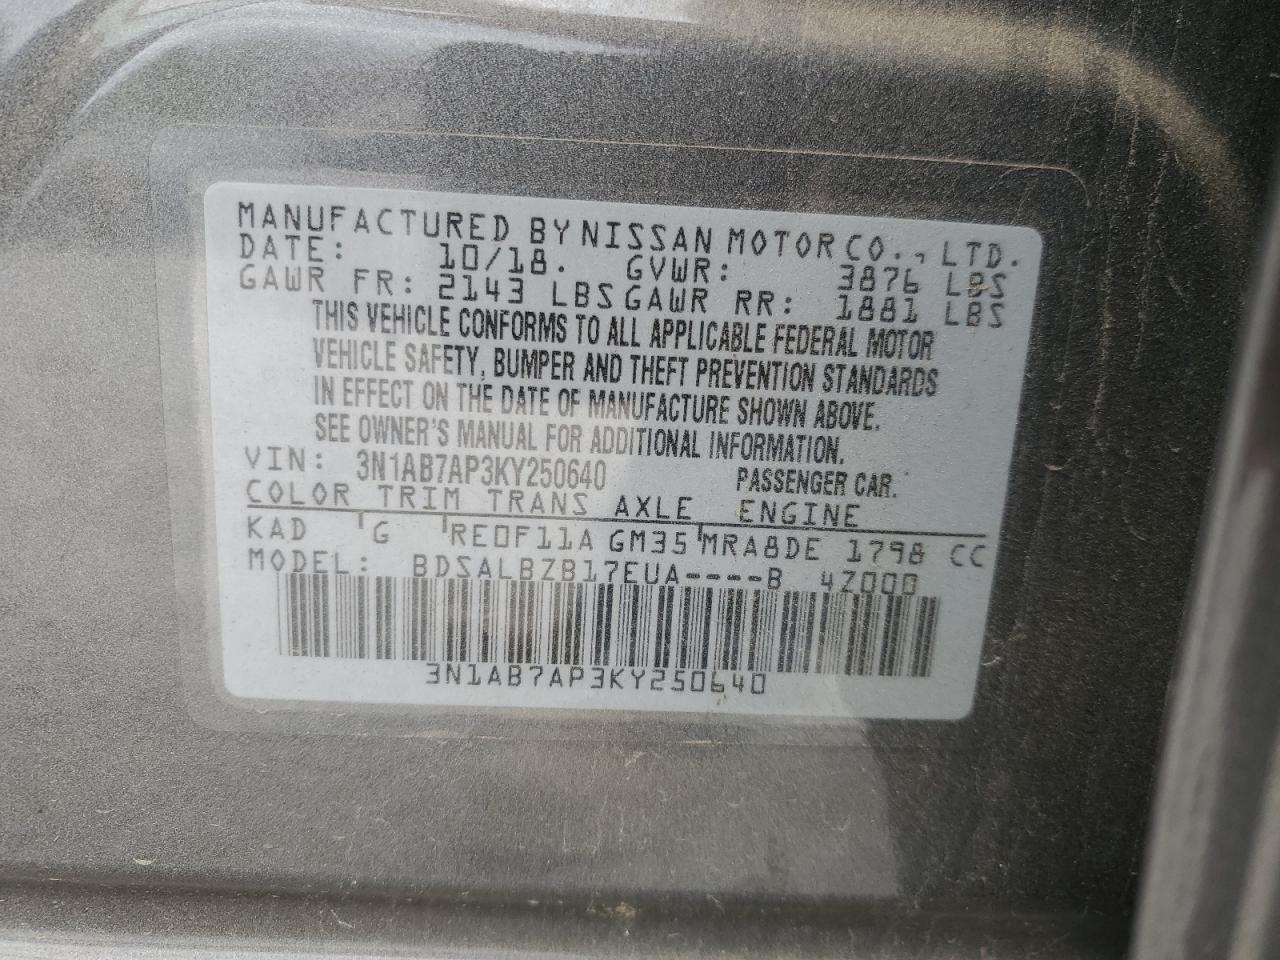 MANUFACTURED BY NISSAN MOTOR CO., LTD.
DATE: 10/18. GVWR: 3876 LBS
GAWR FR: 2143 LBS GAWR RR: 1881 LBS
THIS VEHICLE CONFORMS TO ALL APPLICABLE FEDERAL MOTOR
VEHICLE SAFETY, BUMPER AND THEFT PREVENTION STANDARDS
IN EFFECT ON THE DATE OF MANUFACTURE SHOWN ABOVE.
SEE OWNER'S MANUAL FOR ADDITIONAL INFORMATION.
VIN: 3N1AB7AP3KY250640 PASSENGER CAR.
COLOR TRIM TRANS AXLE ENGINE
KAD G RE0F11A GM35 MRA8DE 1798 CC
MODEL: BDSALBZB17EUA----B 4Z000
3N1AB7AP3KY250640